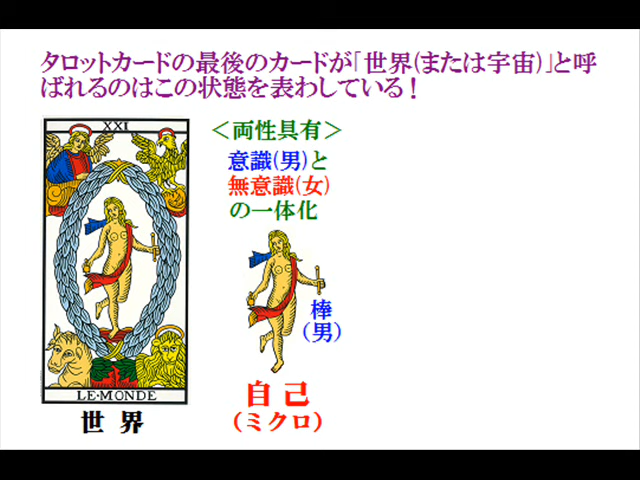 タロットカードの最後のカードが「世界(または宇宙)」と呼
ばれるのはこの状態を表わしている！
XXI
LE・MONDE
世界
＜両性具有＞
意識(男)と
無意識(女)
の一体化
棒
(男)
自己
(ミクロ)